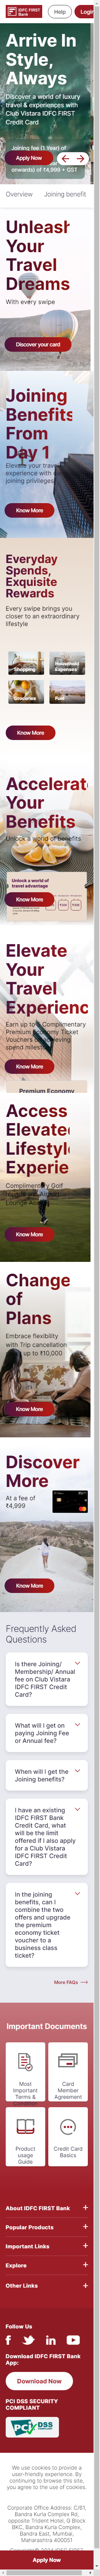 IDFC FIRST
Bank
Help
Login
Arrive In
Style,
Always
Discover a world of luxury
travel & experiences with
Club Vistara IDFC FIRST
Credit Card
Joining fee (1 Year) of
Apply Now
rewards) of ₹4,999 + GST
Overview
Joining benefit
Unleash
Your
Travel
Dreams
With every swipe
Discover your card
Joining
Benefits
From
Day 1
Elevate your travel
experience with
joining privileges
Know More
Everyday
Spends,
Exquisite
Rewards
Every swipe brings you
closer to an extraordinary
lifestyle
Shopping
Household
Expenses
Groceries
Fuel
Know More
Accelerate
Your
Benefits
Unlock a world of benefits
Unlock a world of
travel advantage
Know More
Elevate
Your
Travel
Experience
Earn up to 5 Complimentary
Premium Economy Ticket
Vouchers on achieving
spend milestones
Know More
Premium Economy
Access
Elevated
Lifestyle
Experie
Complimentary Golf
Lounge Access
Know More
Change
of
Plans
Embrace flexibility
with Trip cancellation
up to ₹10,000
Know More
Discover
More
At a fee of
₹4,999
Know More
Frequently Asked
Questions
Is there Joining/
Membership/ Annual
fee on Club Vistara
IDFC FIRST Credit
Card?
What will I get on
paying Joining Fee
or Annual fee?
When will I get the
Joining benefits?
I have an existing
IDFC FIRST Bank
Credit Card, what
will be the limit
offered if I also apply
for a Club Vistara
IDFC FIRST Credit
Card?
In the joining
benefits, can I
combine the two
offers and upgrade
the premium
economy ticket
voucher to a
business class
ticket?
More FAQs
Important Documents
Most
Important
Terms &
Card
Member
Agreement
Product
usage
Guide
Credit Card
Basics
About IDFC FIRST Bank
Popular Products
Important Links
Explore
Other Links
Follow Us
Download IDFC FIRST Bank
App:
Download Now
PCI DSS SECURITY
COMPLIANT
PCI DSS
We use cookies to provide a
user-friendly experience. By
continuing to browse this site,
you agree to the use of cookies.
Corporate Office Address: C/61,
Bandra Kurla Complex Rd,
opposite Trident Hotel, G Block
BKC, Bandra Kurla Complex,
Bandra East, Mumbai,
Maharashtra 400051
Apply Now